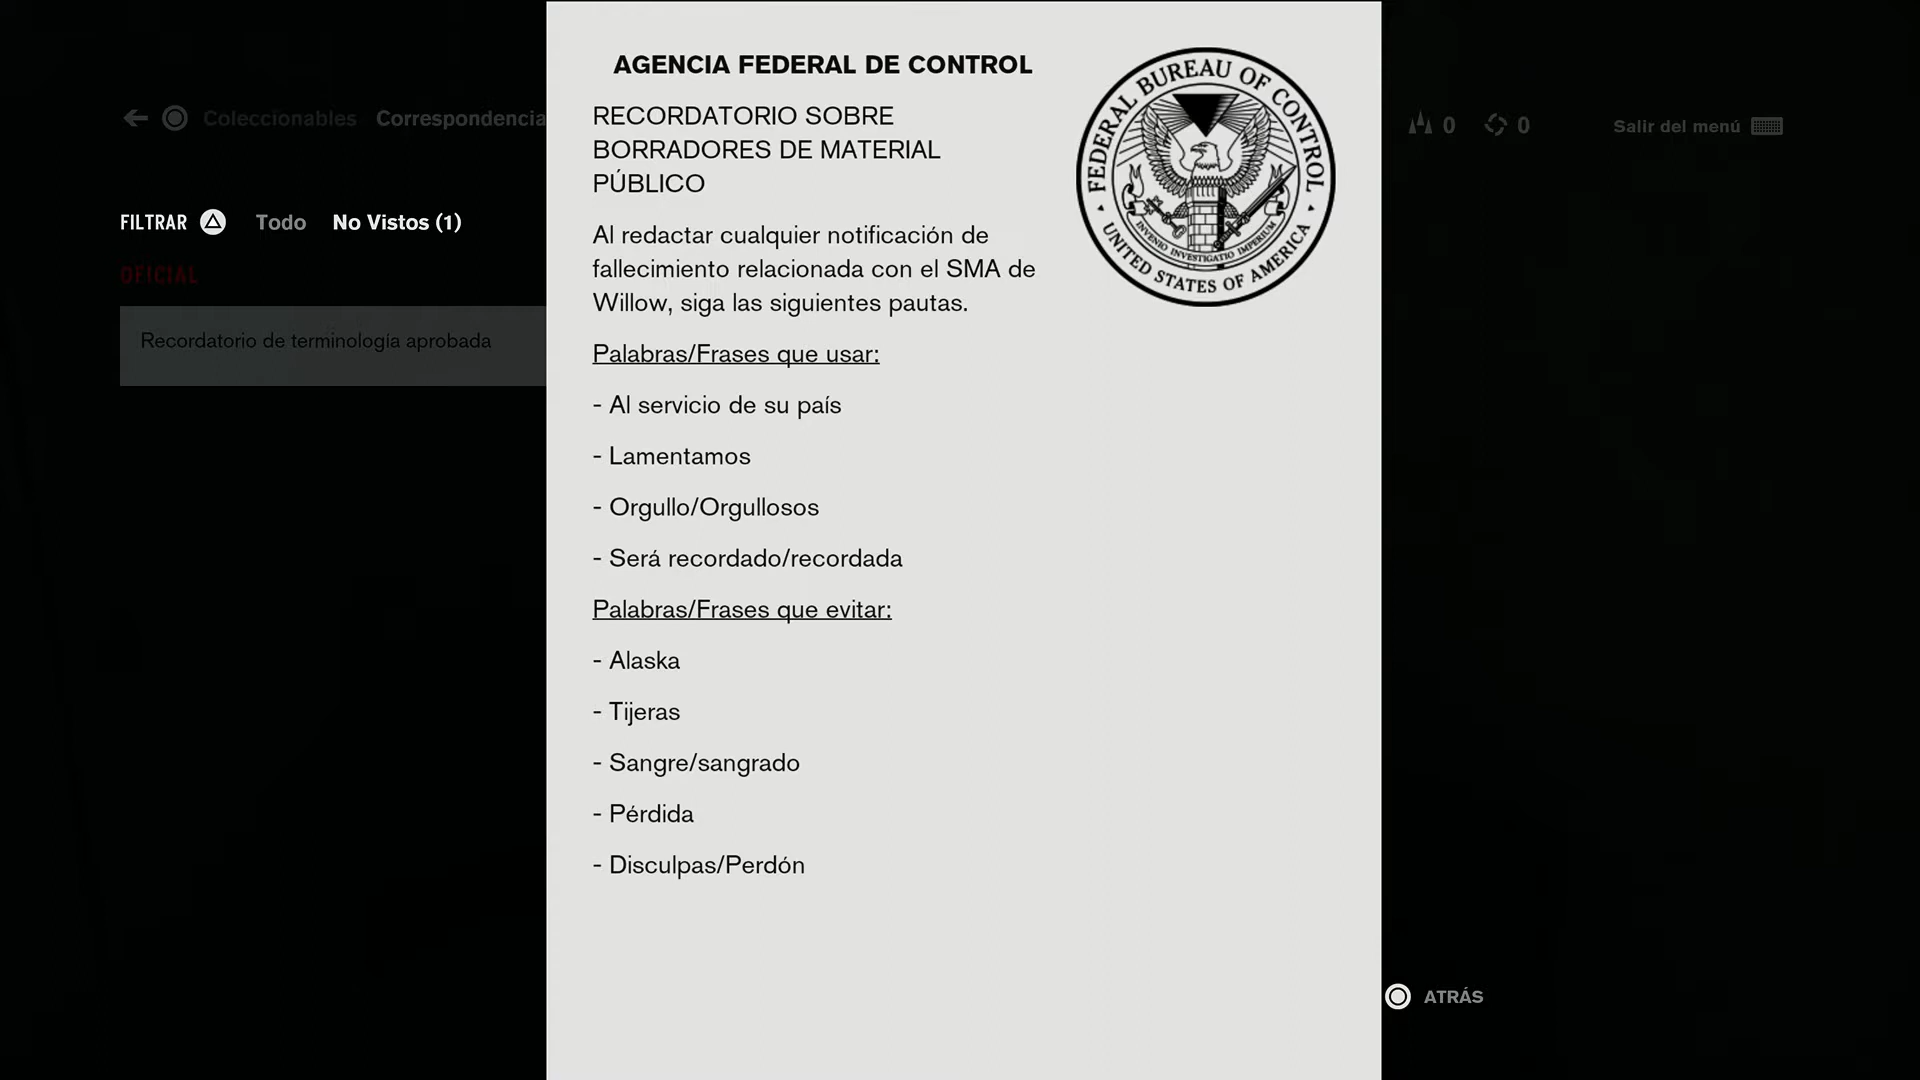 Coleccionables Correspondencia
0 0 Salir del menú
FILTRAR Todo No Vistos (1)
OFICIAL
Recordatorio de terminología aprobada
AGENCIA FEDERAL DE CONTROL
RECORDATORIO SOBRE
BORRADORES DE MATERIAL
PÚBLICO
Al redactar cualquier notificación de
fallecimiento relacionada con el SMA de
Willow, siga las siguientes pautas.
Palabras/Frases que usar:
- Al servicio de su país
- Lamentamos
- Orgullo/Orgullosos
- Será recordado/recordada
Palabras/Frases que evitar:
- Alaska
- Tijeras
- Sangre/sangrado
- Pérdida
- Disculpas/Perdón
FEDERAL BUREAU OF CONTROL
INVENIO INVESTIGATIO IMPERIUM
UNITED STATES OF AMERICA
ATRÁS